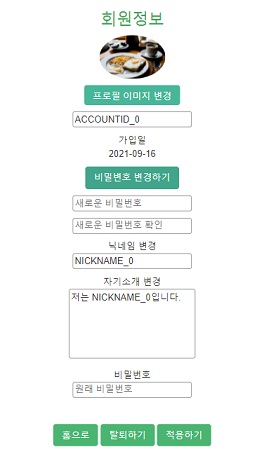 회원정보
프로필 이미지 변경
ACCOUNTID_0
가입일
2021-09-16
비밀번호 변경하기
새로운 비밀번호
새로운 비밀번호 확인
닉네임 변경
NICKNAME_0
자기소개 변경
저는 NICKNAME_0입니다.
비밀번호
원래 비밀번호
홈으로 탈퇴하기 적용하기